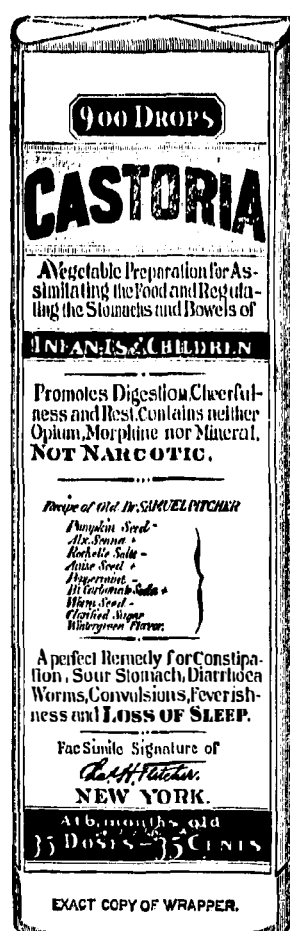 900 DROPS
CASTORIA
A Vegetable Preparation for As-
similating the Food and Regula-
ting the Stomachs and Bowels of
INFANTS & CHILDREN
Promotes Digestion, Cheerful-
ness and Rest. Contains neither
Opium, Morphine nor Mineral.
NOT NARCOTIC.
Recipe of Old Dr. SAMUEL PITCHER
Pumpkin Seed -
Alx. Senna +
Rochelle Salts -
Anise Seed +
Peppermint -
Bi Carbonate Soda +
Worm Seed -
Clarified Sugar
Wintergreen Flavor.
A perfect Remedy for Constipa-
tion, Sour Stomach, Diarrhoea
Worms, Convulsions, Feverish-
ness and LOSS OF SLEEP.
Fac Simile Signature of
Chas. H. Fletcher.
NEW YORK.
At 6 months old
35 DOSES - 35 CENTS
EXACT COPY OF WRAPPER.